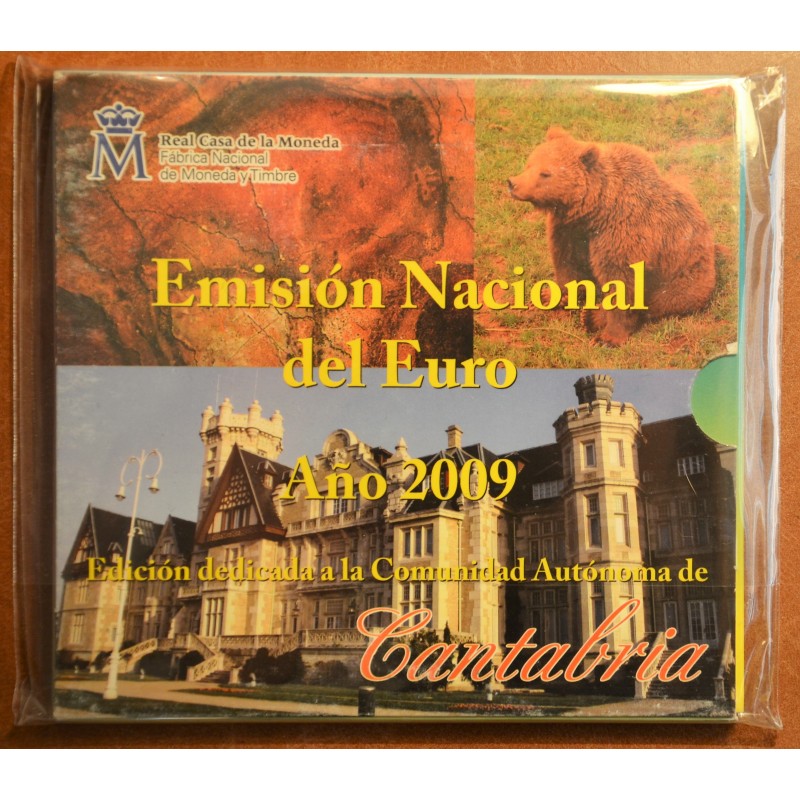 M
Real Casa de la Moneda
Fábrica Nacional
de Moneda y Timbre
Emisión Nacional
del Euro
Año 2009
Edición dedicada a la Comunidad Autónoma de
Cantabria